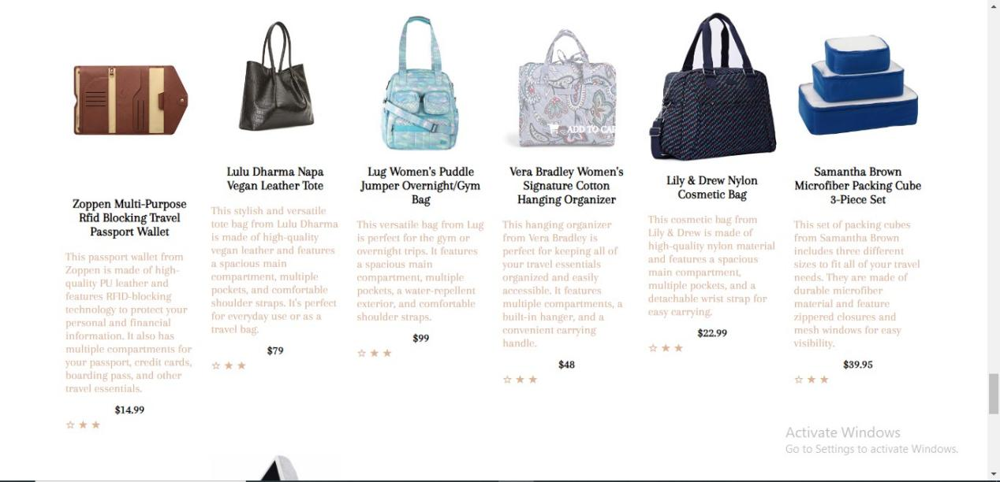 Zoppen Multi-Purpose
Rfid Blocking Travel
Passport Wallet
This passport wallet from
Zoppen is made of high-
quality PU leather and
features RFID-blocking
technology to protect your
personal and financial
information. It also has
multiple compartments for
your passport, credit cards,
boarding pass, and other
travel essentials.
$14.99
Lulu Dharma Napa
Vegan Leather Tote
This stylish and versatile
tote bag from Lulu Dharma
is made of high-quality
vegan leather and features
a spacious main
compartment, multiple
pockets, and comfortable
shoulder straps. It's perfect
for everyday use or as a
travel bag.
$79
Lug Women's Puddle
Jumper Overnight/Gym
Bag
This versatile bag from Lug
is perfect for the gym or
overnight trips. It features
a spacious main
compartment, multiple
pockets, a water-repellent
exterior, and comfortable
shoulder straps.
$99
ADD TO CAR
Vera Bradley Women's
Signature Cotton
Hanging Organizer
This hanging organizer
from Vera Bradley is
perfect for keeping all of
your travel essentials
organized and easily
accessible. It features
multiple compartments, a
built-in hanger, and a
convenient carrying
handle.
$48
Lily & Drew Nylon
Cosmetic Bag
This cosmetic bag from
Lily & Drew is made of
high-quality nylon material
and features a spacious
main compartment,
multiple pockets, and a
detachable wrist strap for
easy carrying.
$22.99
Samantha Brown
Microfiber Packing Cube
3-Piece Set
This set of packing cubes
from Samantha Brown
includes three different
sizes to fit all of your travel
needs. They are made of
durable microfiber
material and feature
zippered closures and
mesh windows for easy
visibility.
$39.95
Activate Windows
Go to Settings to activate Windows.